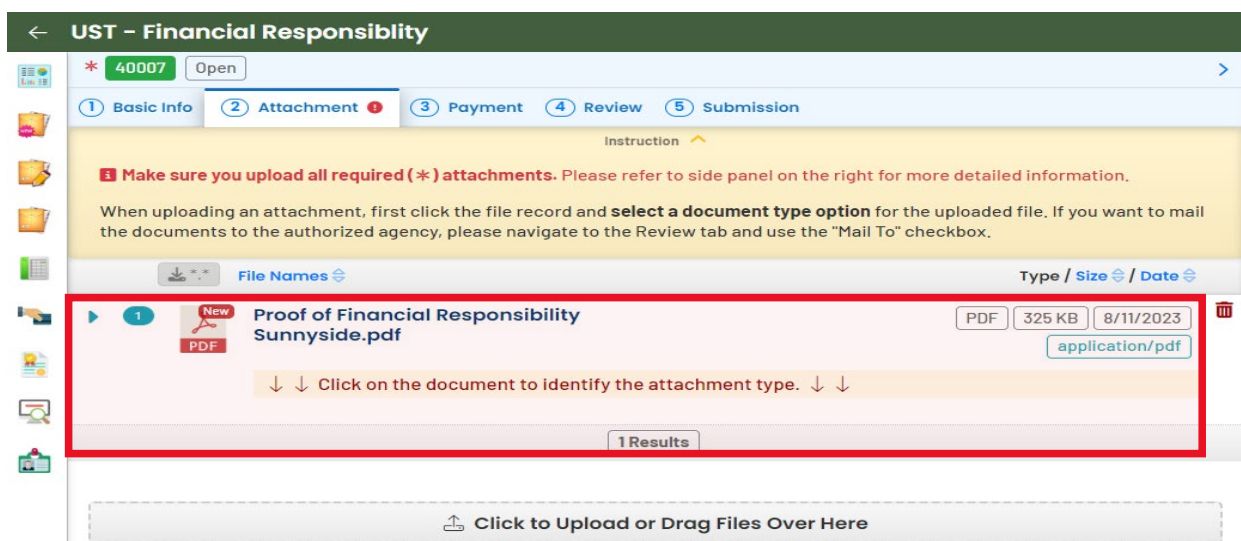 UST - Financial Responsiblity
* 40007 Open
1 Basic Info 2 Attachment 3 Payment 4 Review 5 Submission
Instruction
Make sure you upload all required (*) attachments. Please refer to side panel on the right for more detailed information.
When uploading an attachment, first click the file record and select a document type option for the uploaded file. If you want to mail
the documents to the authorized agency, please navigate to the Review tab and use the "Mail To" checkbox.
*.* File Names Type / Size / Date
1 New PDF Proof of Financial Responsibility PDF 325 KB 8/11/2023
Sunnyside.pdf application/pdf
↓ ↓ Click on the document to identify the attachment type. ↓ ↓
1 Results
Click to Upload or Drag Files Over Here